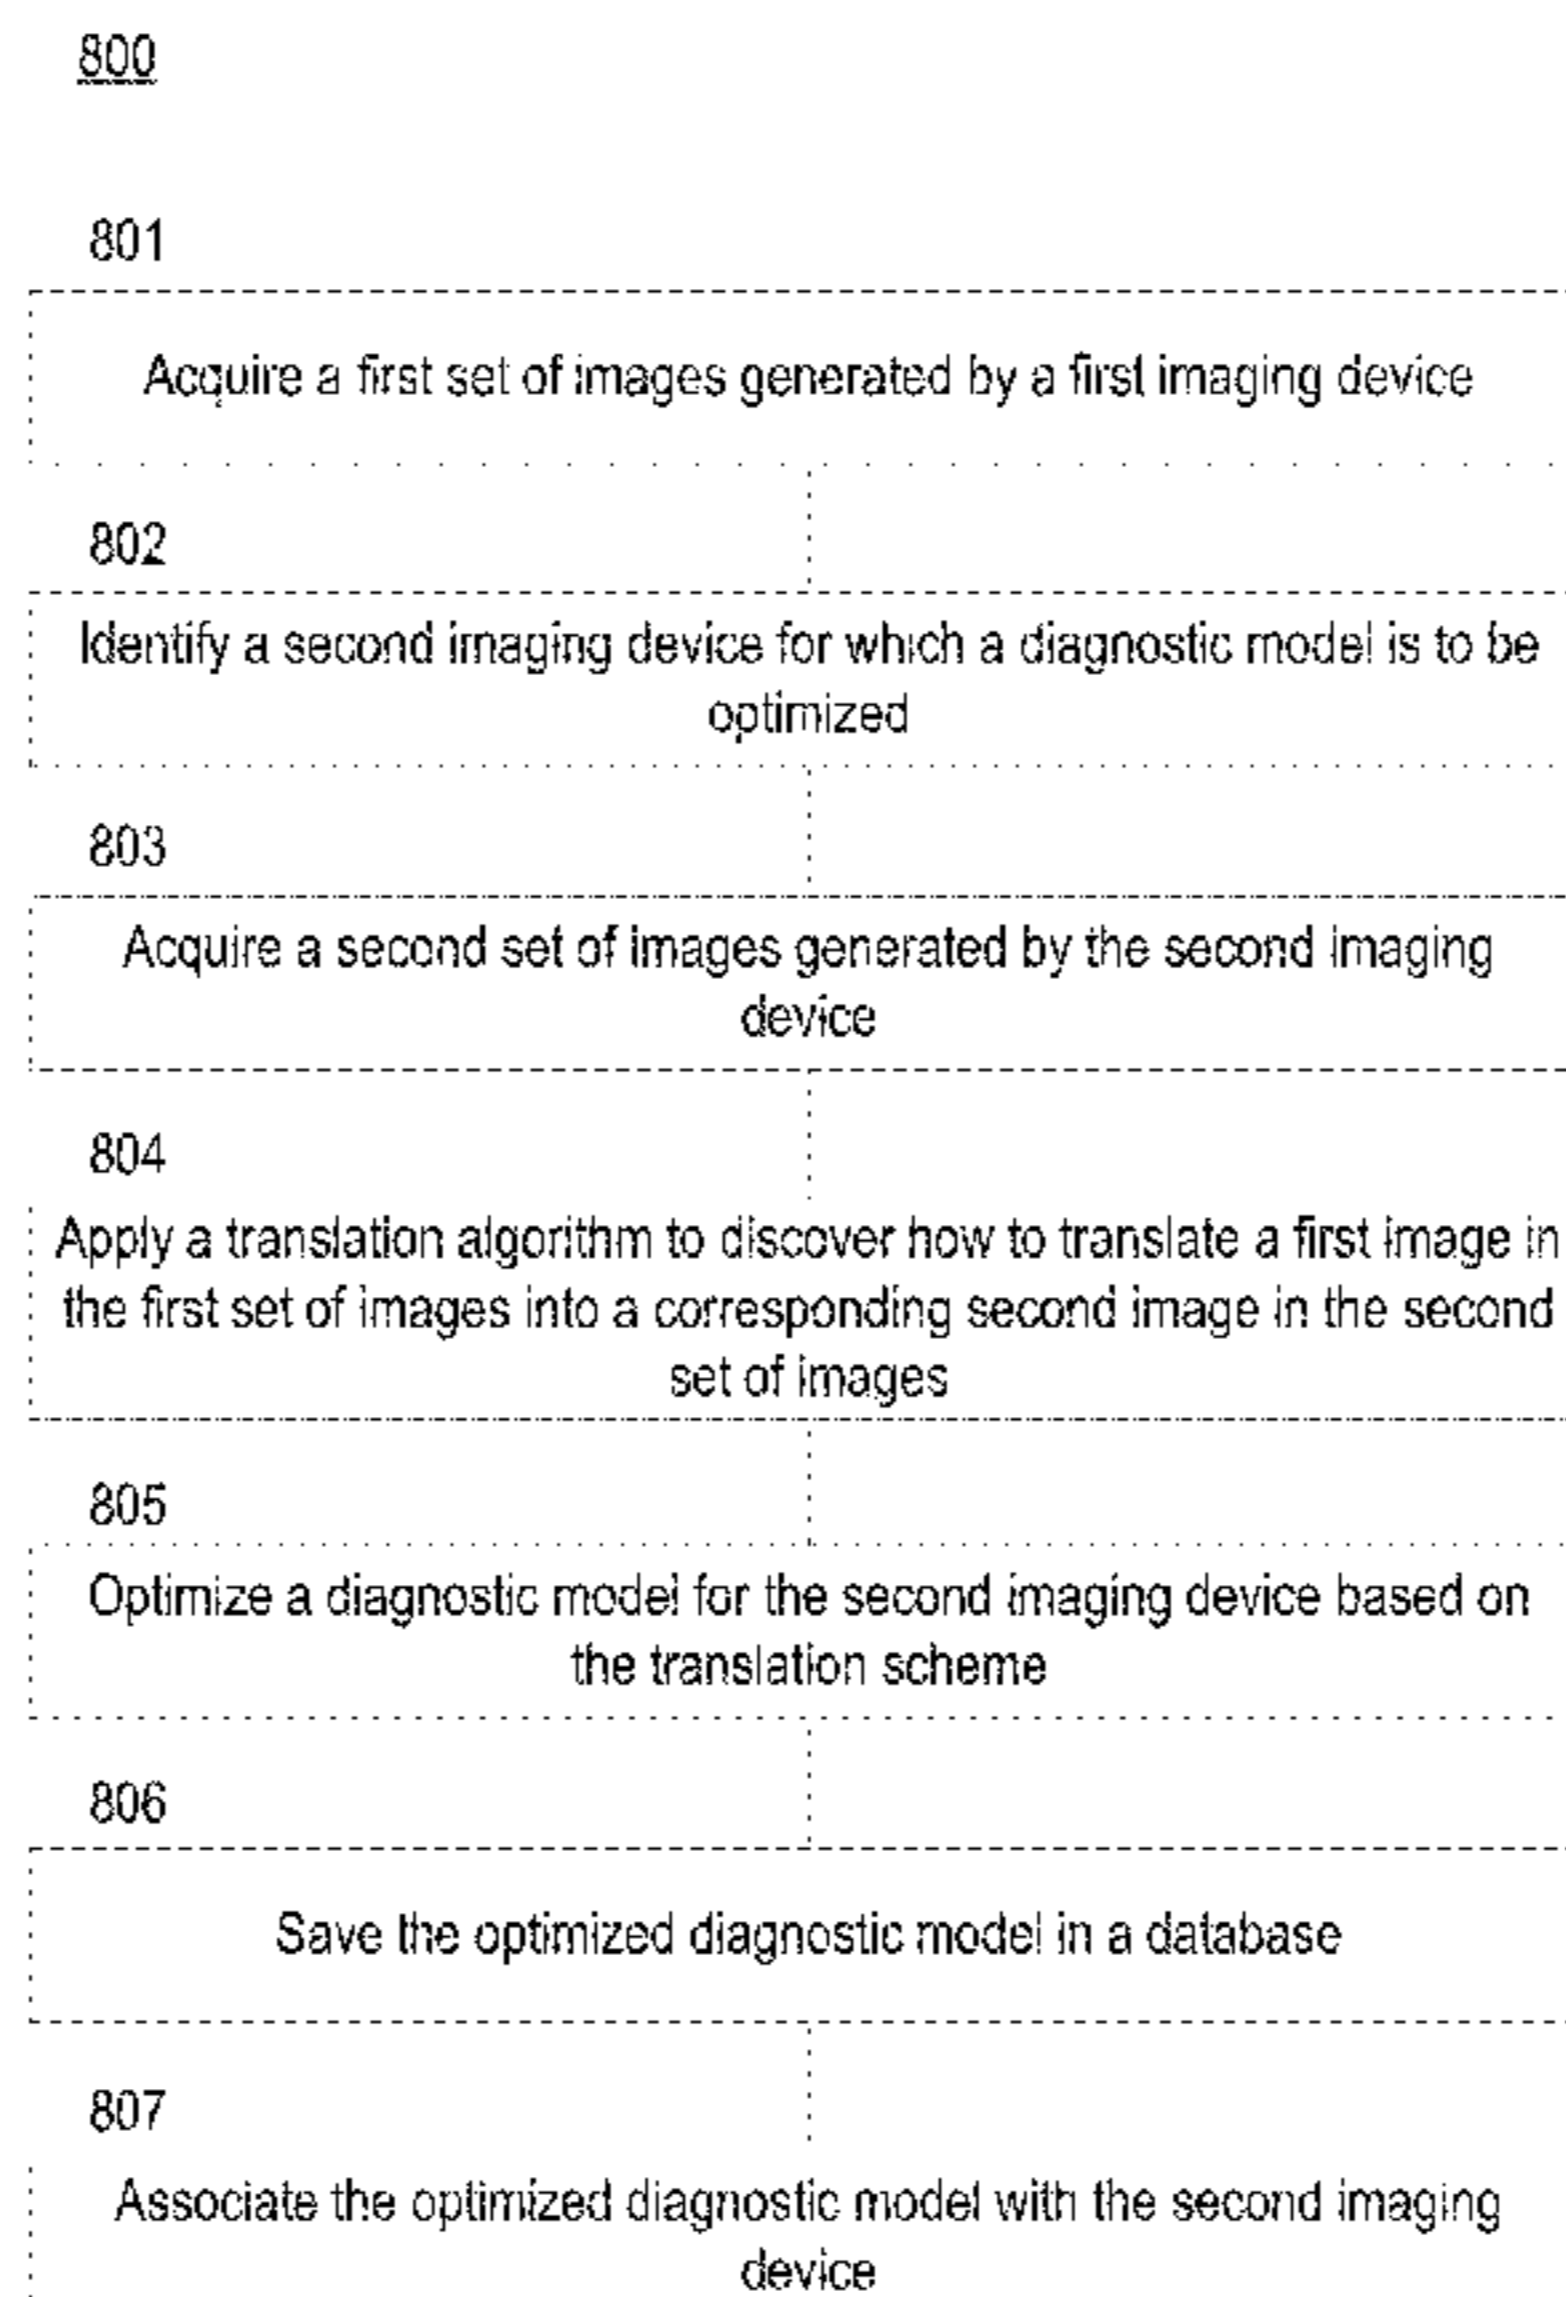 800
801
Acquire a first set of images generated by a first imaging device
802
Identify a second imaging device for which a diagnostic model is to be
optimized
803
Acquire a second set of images generated by the second imaging
device
804
Apply a translation algorithm to discover how to translate a first image in
the first set of images into a corresponding second image in the second
set of images
805
Optimize a diagnostic model for the second imaging device based on
the translation scheme
806
Save the optimized diagnostic model in a database
807
Associate the optimized diagnostic model with the second imaging
device